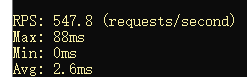 RPS: 547.8 (requests/second)
Max: 88ms
Min: 0ms
Avg: 2.6ms